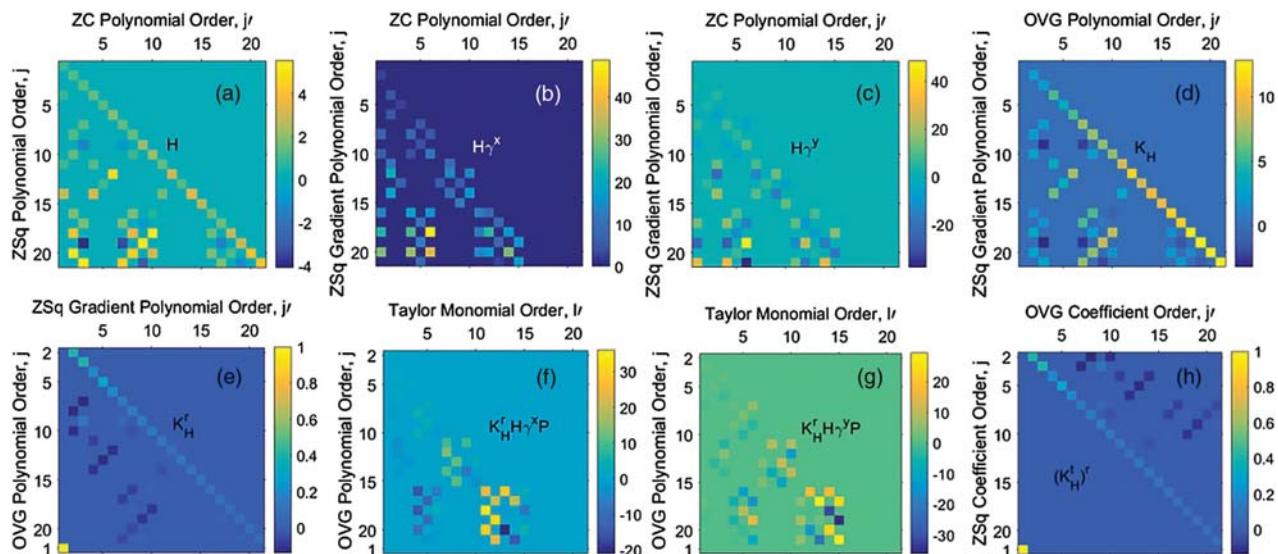 ZC Polynomial Order, j′
5 10 15 20
ZSq Polynomial Order, j
5
10
15
20
(a)
H
4
2
0
-2
-4
ZC Polynomial Order, j′
5 10 15 20
ZSq Gradient Polynomial Order, j
5
10
15
20
(b)
Hγ^x
40
30
20
10
0
ZC Polynomial Order, j′
5 10 15 20
ZSq Gradient Polynomial Order, j
5
10
15
20
(c)
Hγ^y
40
20
0
-20
OVG Polynomial Order, j′
5 10 15 20
ZSq Gradient Polynomial Order, j
5
10
15
20
(d)
K_H
10
5
0
ZSq Gradient Polynomial Order, j′
5 10 15 20
OVG Polynomial Order, j
2
5
10
15
20
1
(e)
K_H^r
1
0.8
0.6
0.4
0.2
0
Taylor Monomial Order, l′
5 10 15 20
OVG Polynomial Order, j
2
5
10
15
20
1
(f)
K_H^r Hγ^x P
30
20
10
0
-10
-20
Taylor Monomial Order, l′
5 10 15 20
OVG Polynomial Order, j
2
5
10
15
20
1
(g)
K_H^r Hγ^y P
20
10
0
-10
-20
-30
OVG Coefficient Order, j′
5 10 15 20
ZSq Coefficient Order, j
2
5
10
15
20
1
(h)
(K_H^t)^r
1
0.8
0.6
0.4
0.2
0